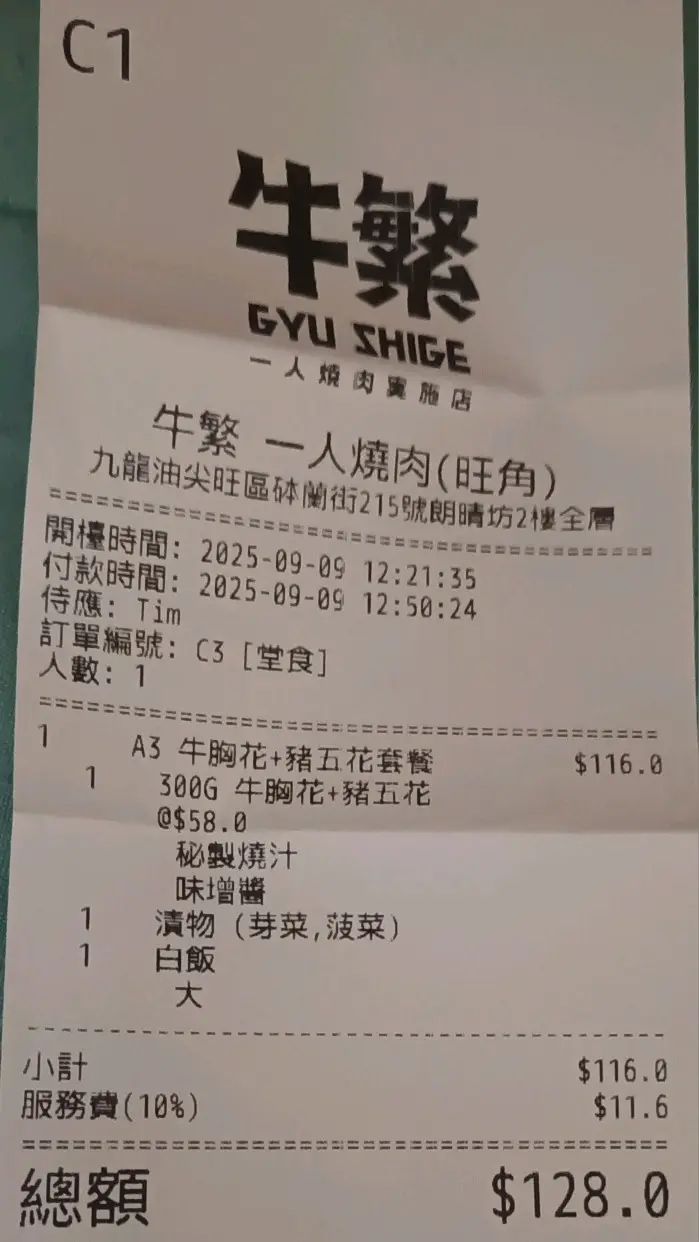 C1
牛繁
GYU SHIGE
一人燒肉實施店
牛繁 一人燒肉(旺角)
九龍油尖旺區砵蘭街215號朗晴坊2樓全層
開檯時間: 2025-09-09 12:21:35
付款時間: 2025-09-09 12:50:24
侍應: Tim
訂單編號: C3 [堂食]
人數: 1
1 A3 牛胸花+豬五花套餐 $116.0
1 300G 牛胸花+豬五花
@$58.0
秘製燒汁
味增醬
1 漬物 (芽菜,菠菜)
1 白飯
大
小計 $116.0
服務費(10%) $11.6
總額 $128.0